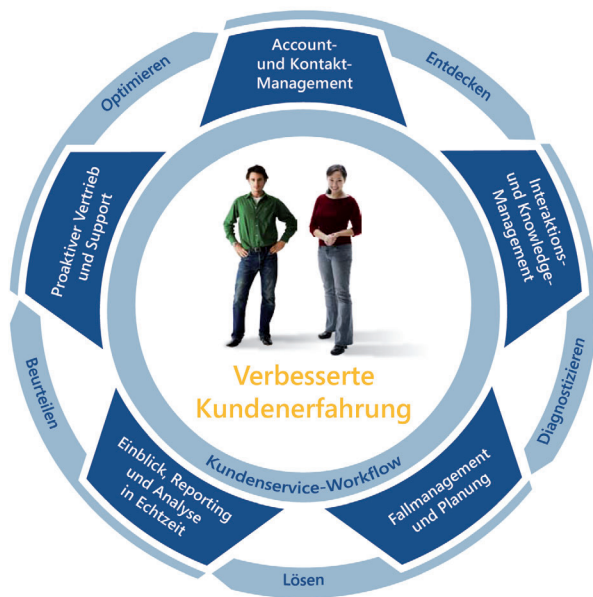 Account-
und Kontakt-
Management
Entdecken
Interaktions-
und Knowledge-
Management
Diagnostizieren
Fallmanagement
und Planung
Lösen
Einblick, Reporting
und Analyse
in Echtzeit
Beurteilen
Proaktiver Vertrieb
und Support
Optimieren
Verbesserte
Kundenerfahrung
Kundenservice-Workflow